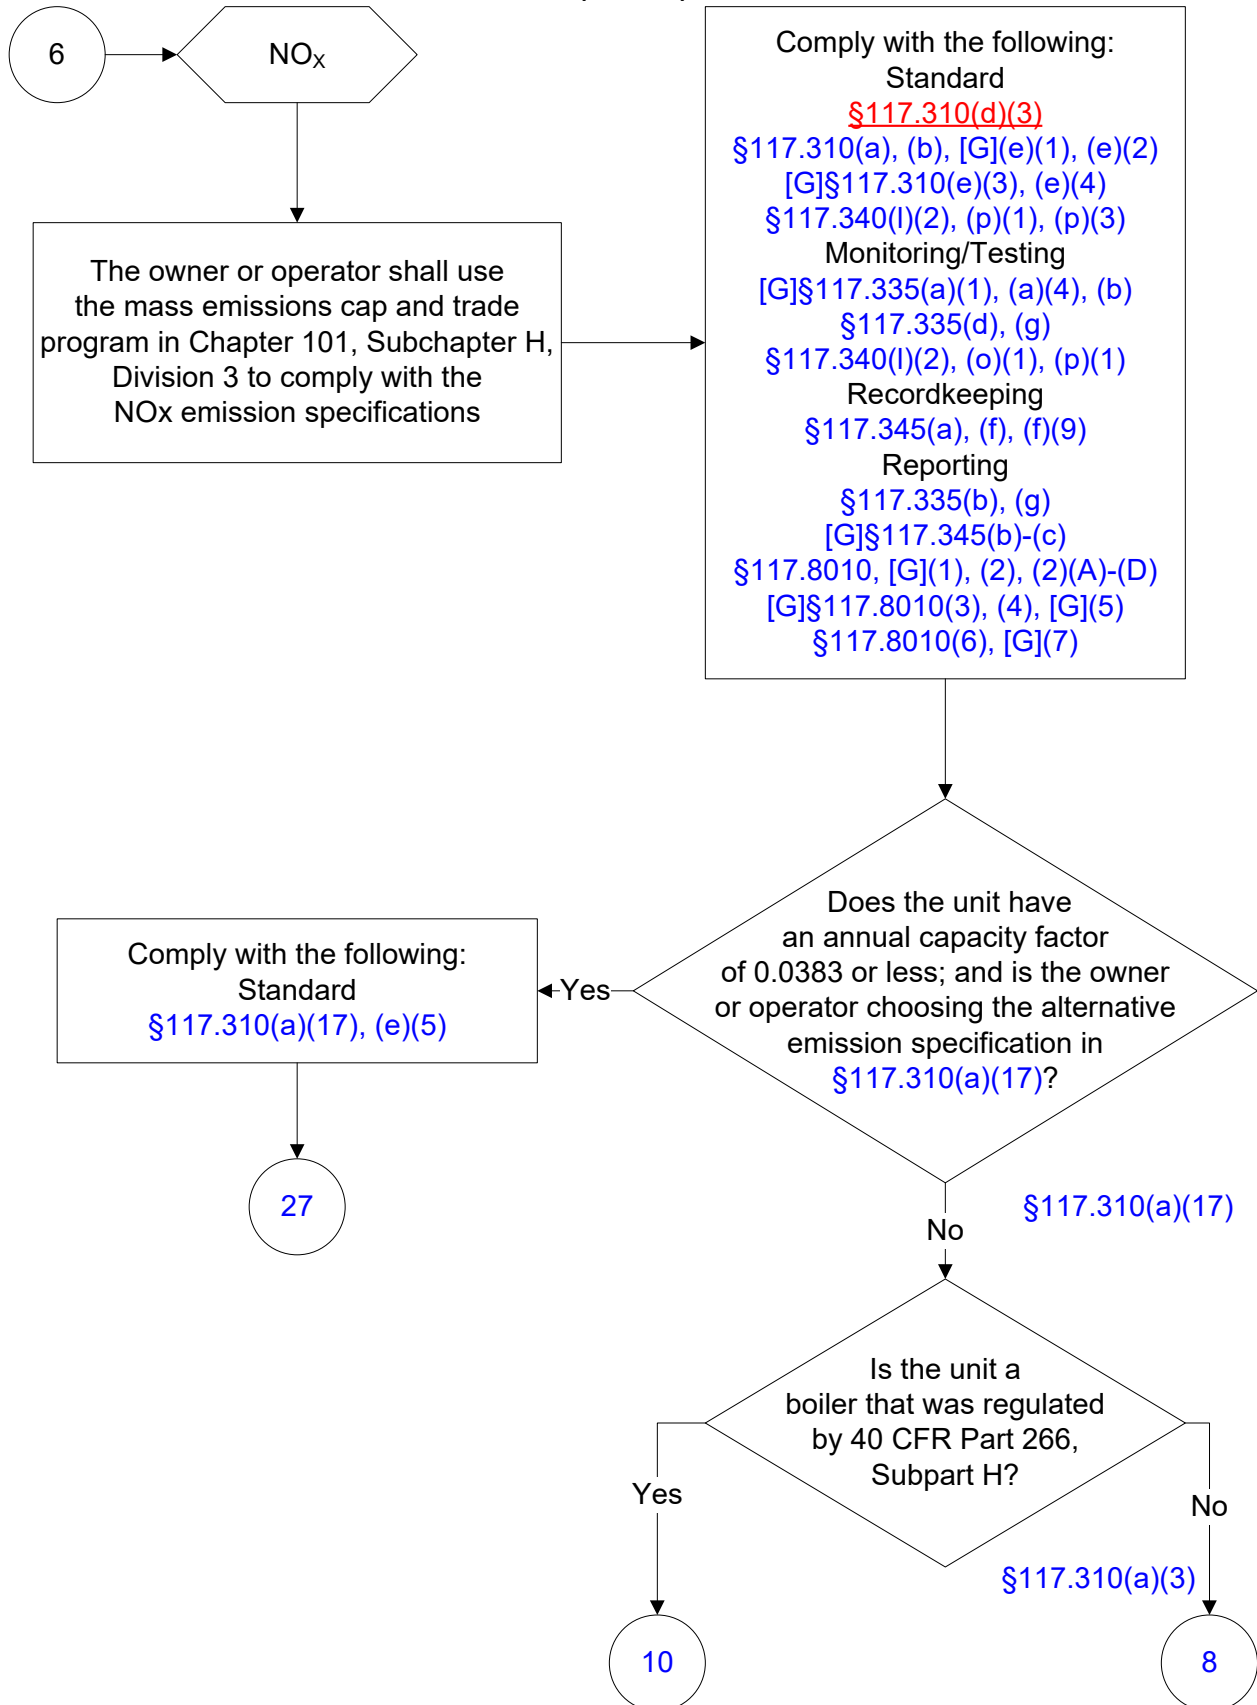 6
NOX
The owner or operator shall use
the mass emissions cap and trade
program in Chapter 101, Subchapter H,
Division 3 to comply with the
NOx emission specifications
Comply with the following:
Standard
§117.310(d)(3)
§117.310(a), (b), [G](e)(1), (e)(2)
[G]§117.310(e)(3), (e)(4)
§117.340(l)(2), (p)(1), (p)(3)
Monitoring/Testing
[G]§117.335(a)(1), (a)(4), (b)
§117.335(d), (g)
§117.340(l)(2), (o)(1), (p)(1)
Recordkeeping
§117.345(a), (f), (f)(9)
Reporting
§117.335(b), (g)
[G]§117.345(b)-(c)
§117.8010, [G](1), (2), (2)(A)-(D)
[G]§117.8010(3), (4), [G](5)
§117.8010(6), [G](7)
Does the unit have
an annual capacity factor
of 0.0383 or less; and is the owner
or operator choosing the alternative
emission specification in
§117.310(a)(17)?
Yes
Comply with the following:
Standard
§117.310(a)(17), (e)(5)
27
No
§117.310(a)(17)
Is the unit a
boiler that was regulated
by 40 CFR Part 266,
Subpart H?
Yes
No
§117.310(a)(3)
10
8